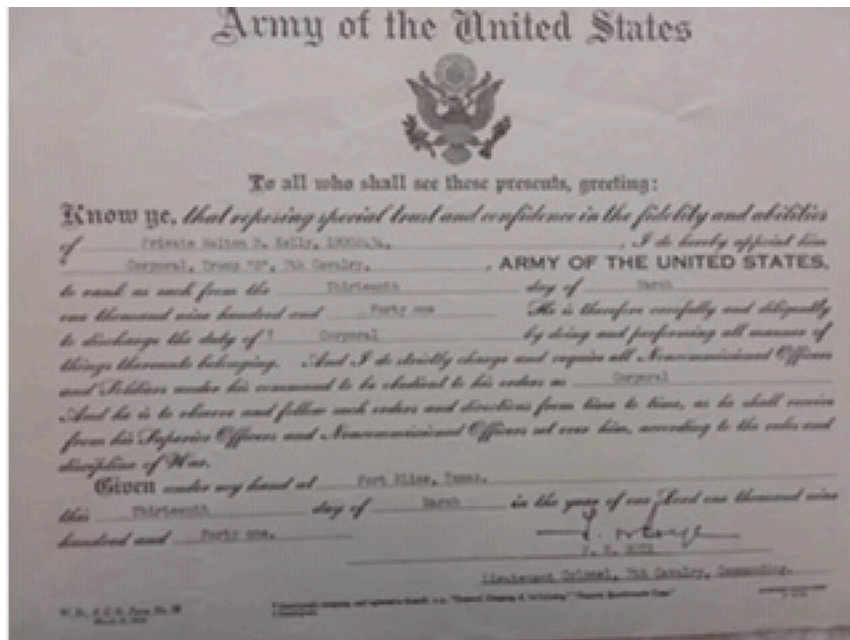 Army of the United States
To all who shall see these presents, greeting:
Know ye, that reposing special trust and confidence in the fidelity and abilities
of Private Kelly, , I do hereby appoint him
Corporal, Troop 7th Cavalry, , ARMY OF THE UNITED STATES,
to rank as such from the Thirteenth day of March
one thousand nine hundred and Forty one He is therefore carefully and diligently
to discharge the duty of Corporal by doing and performing all manner of
things thereunto belonging. And I do strictly charge and require all Noncommissioned Officers
and Soldiers under his command to be obedient to his orders as Corporal
And he is to observe and follow such orders and directions from time to time, as he shall receive
from his Superior Officers and Noncommissioned Officers set over him, according to the rules and
discipline of War.
Given under my hand at Fort Bliss, Texas.
this Thirteenth day of March in the year of our Lord one thousand nine
hundred and Forty one.
Lieutenant Colonel, 7th Cavalry, Commanding.